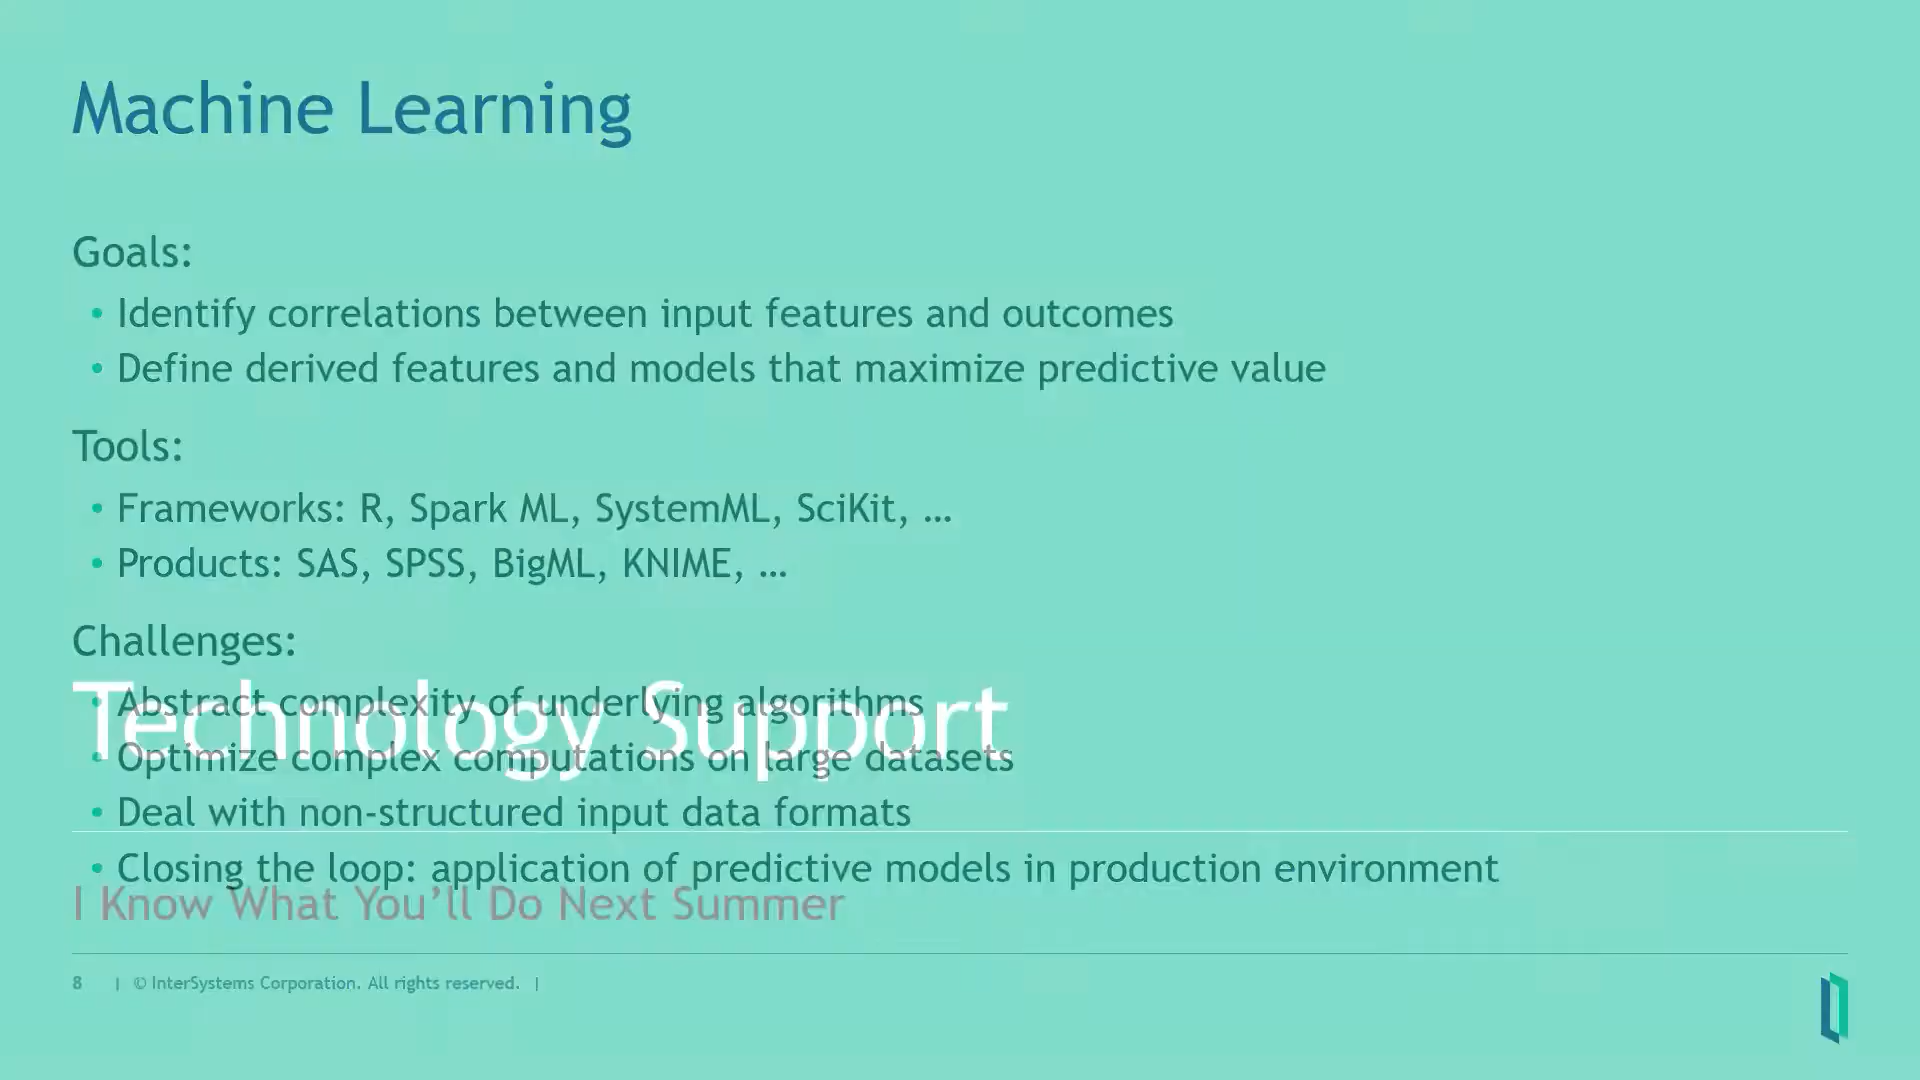 Machine Learning
Goals:
• Identify correlations between input features and outcomes
• Define derived features and models that maximize predictive value
Tools:
• Frameworks: R, Spark ML, SystemML, SciKit, …
• Products: SAS, SPSS, BigML, KNIME, …
Challenges:
• Abstract complexity of underlying algorithms
Technology Support
• Optimize complex computations on large datasets
• Deal with non-structured input data formats
• Closing the loop: application of predictive models in production environment
I Know What You’ll Do Next Summer
8 | © InterSystems Corporation. All rights reserved. |